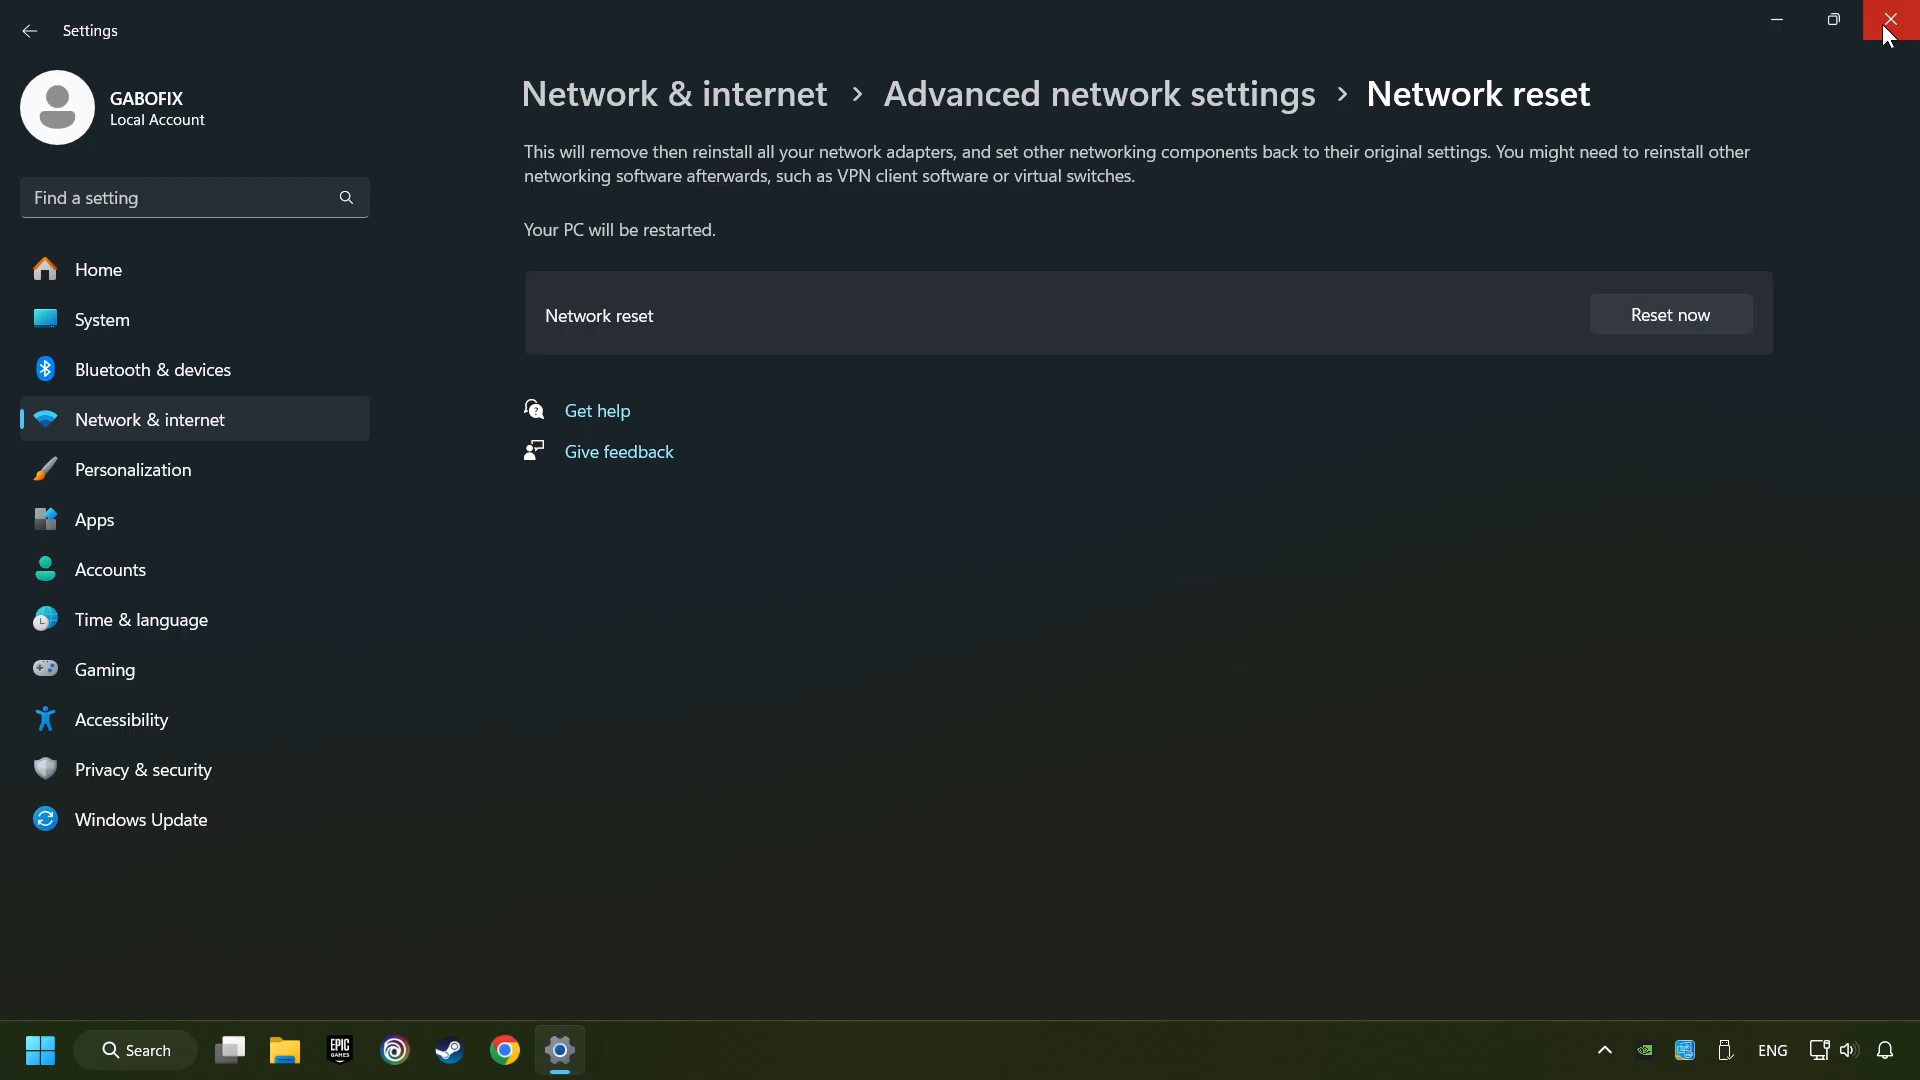 Settings
GABOFIX
Local Account
Find a setting
Home
System
Bluetooth & devices
Network & internet
Personalization
Apps
Accounts
Time & language
Gaming
Accessibility
Privacy & security
Windows Update
Network & internet › Advanced network settings › Network reset
This will remove then reinstall all your network adapters, and set other networking components back to their original settings. You might need to reinstall other
networking software afterwards, such as VPN client software or virtual switches.
Your PC will be restarted.
Network reset
Reset now
Get help
Give feedback
Search
EPIC
GAMES
ENG